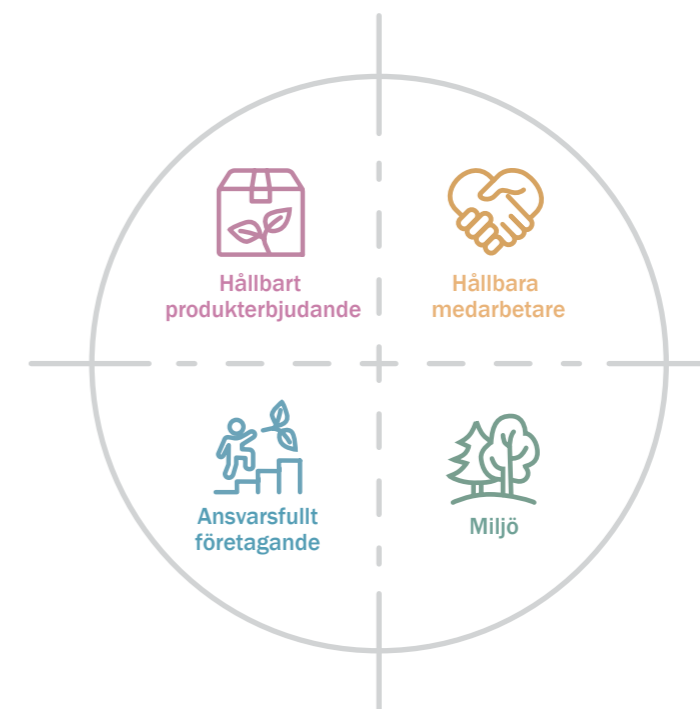 Hållbart
produkterbjudande
Hållbara
medarbetare
Ansvarsfullt
företagande
Miljö